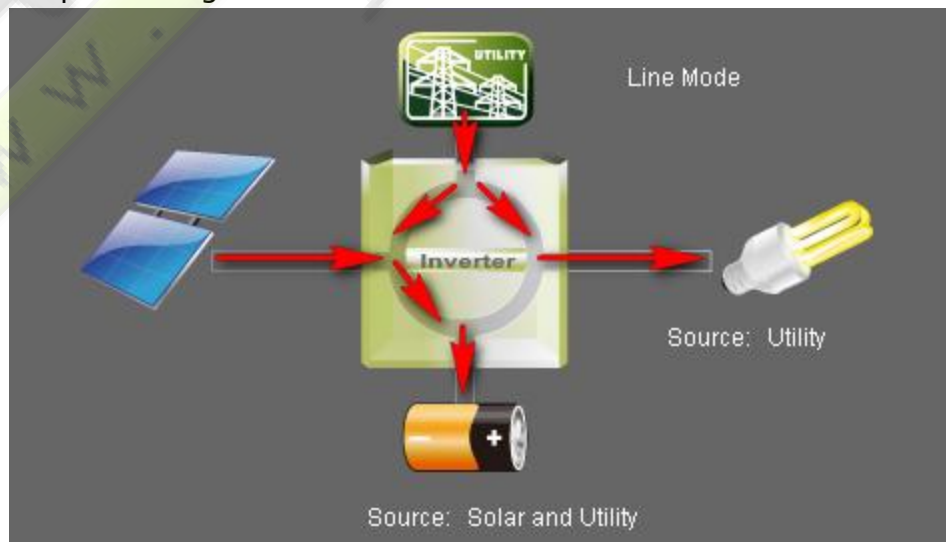 UTILITY
Line Mode
Inverter
Source: Utility
+
Source: Solar and Utility